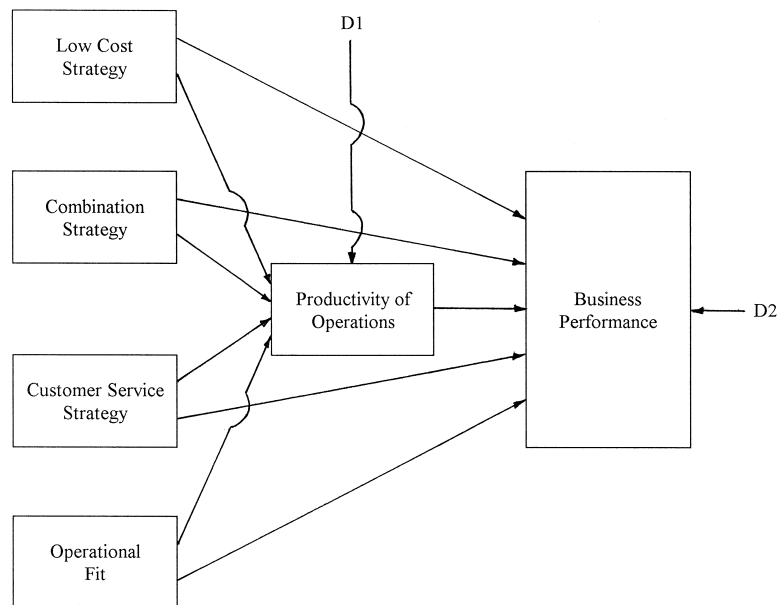 D1
Low Cost
Strategy
Combination
Strategy
Productivity of
Operations
Business
Performance
D2
Customer Service
Strategy
Operational
Fit